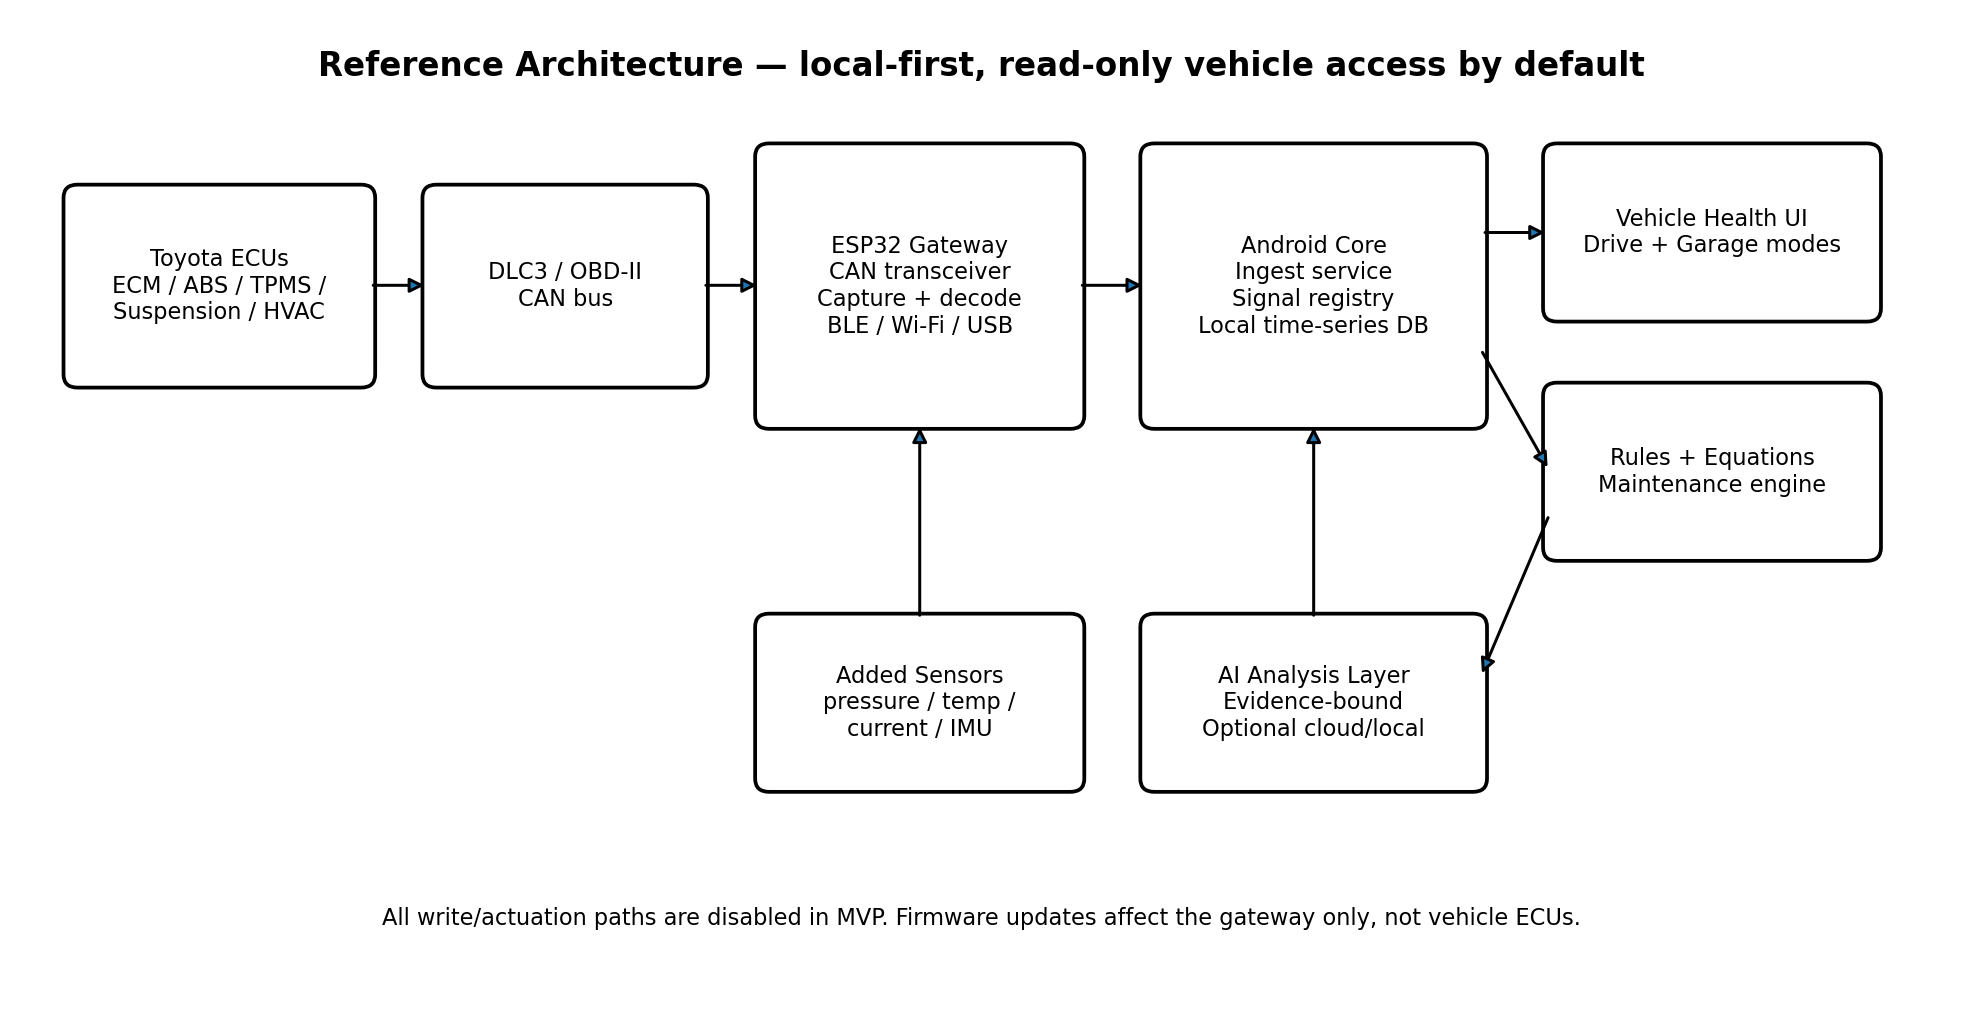 Reference Architecture — local-first, read-only vehicle access by default
Toyota ECUs
ECM / ABS / TPMS /
Suspension / HVAC
DLC3 / OBD-II
CAN bus
ESP32 Gateway
CAN transceiver
Capture + decode
BLE / Wi-Fi / USB
Android Core
Ingest service
Signal registry
Local time-series DB
Vehicle Health UI
Drive + Garage modes
Rules + Equations
Maintenance engine
Added Sensors
pressure / temp /
current / IMU
AI Analysis Layer
Evidence-bound
Optional cloud/local
All write/actuation paths are disabled in MVP. Firmware updates affect the gateway only, not vehicle ECUs.